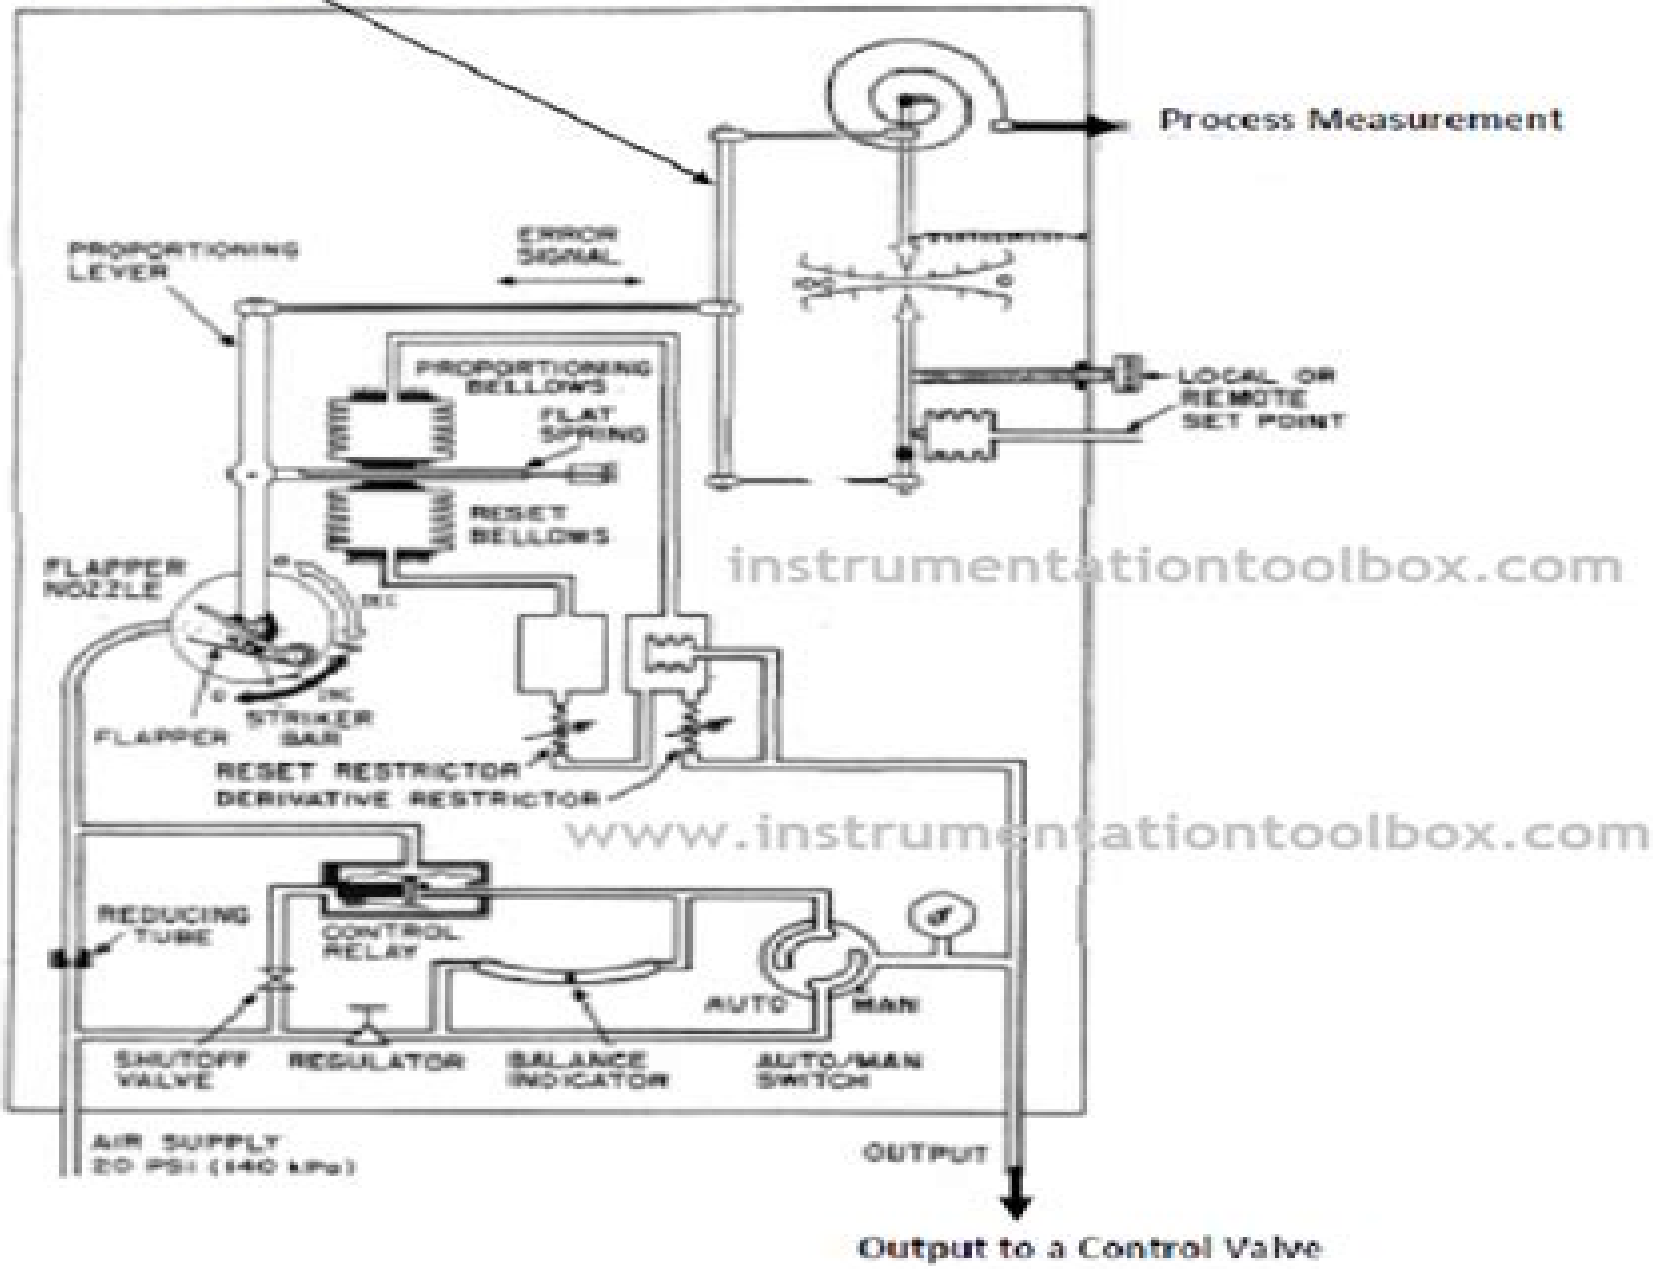 Process Measurement
ERROR
SIGNAL
PROPORTIONING
LEVER
PROPORTIONING
BELLOWS
FLAT
SPRING
LOCAL OR
REMOTE
SET POINT
RESET
BELLOWS
instrumentationtoolbox.com
FLAPPER
NOZZLE
DEC
INC
STRIKER
BAR
FLAPPER
RESET RESTRICTOR
DERIVATIVE RESTRICTOR
www.instrumentationtoolbox.com
REDUCING
TUBE
CONTROL
RELAY
AUTO
MAN
SHUTOFF
VALVE
REGULATOR
BALANCE
INDICATOR
AUTO/MAN
SWITCH
AIR SUPPLY
20 PSI (140 kPa)
OUTPUT
Output to a Control Valve